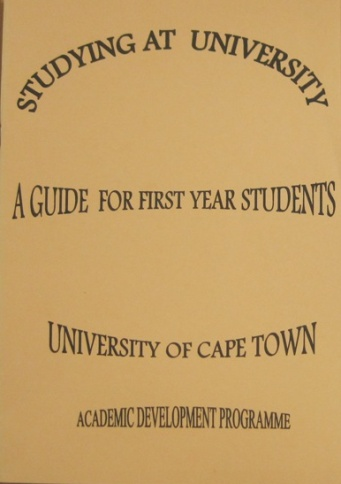 STUDYING AT UNIVERSITY
A GUIDE FOR FIRST YEAR STUDENTS
UNIVERSITY OF CAPE TOWN
ACADEMIC DEVELOPMENT PROGRAMME